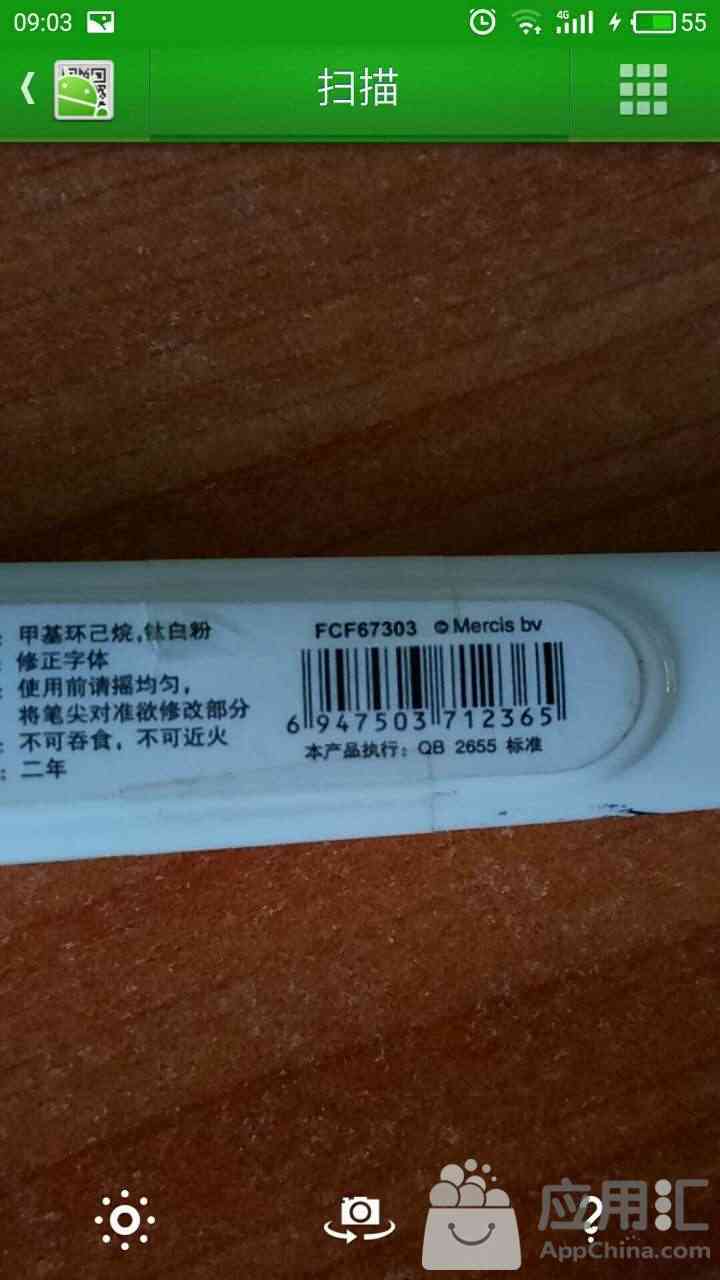 09:03
4G
55
扫描
：甲基环己烷,钛白粉
：修正字体
：使用前请摇均匀，
将笔尖对准欲修改部分
：不可吞食，不可近火
：二年
FCF67303 © Mercis bv
6 947503 712365
本产品执行：QB 2655 标准
应用汇
AppChina.com